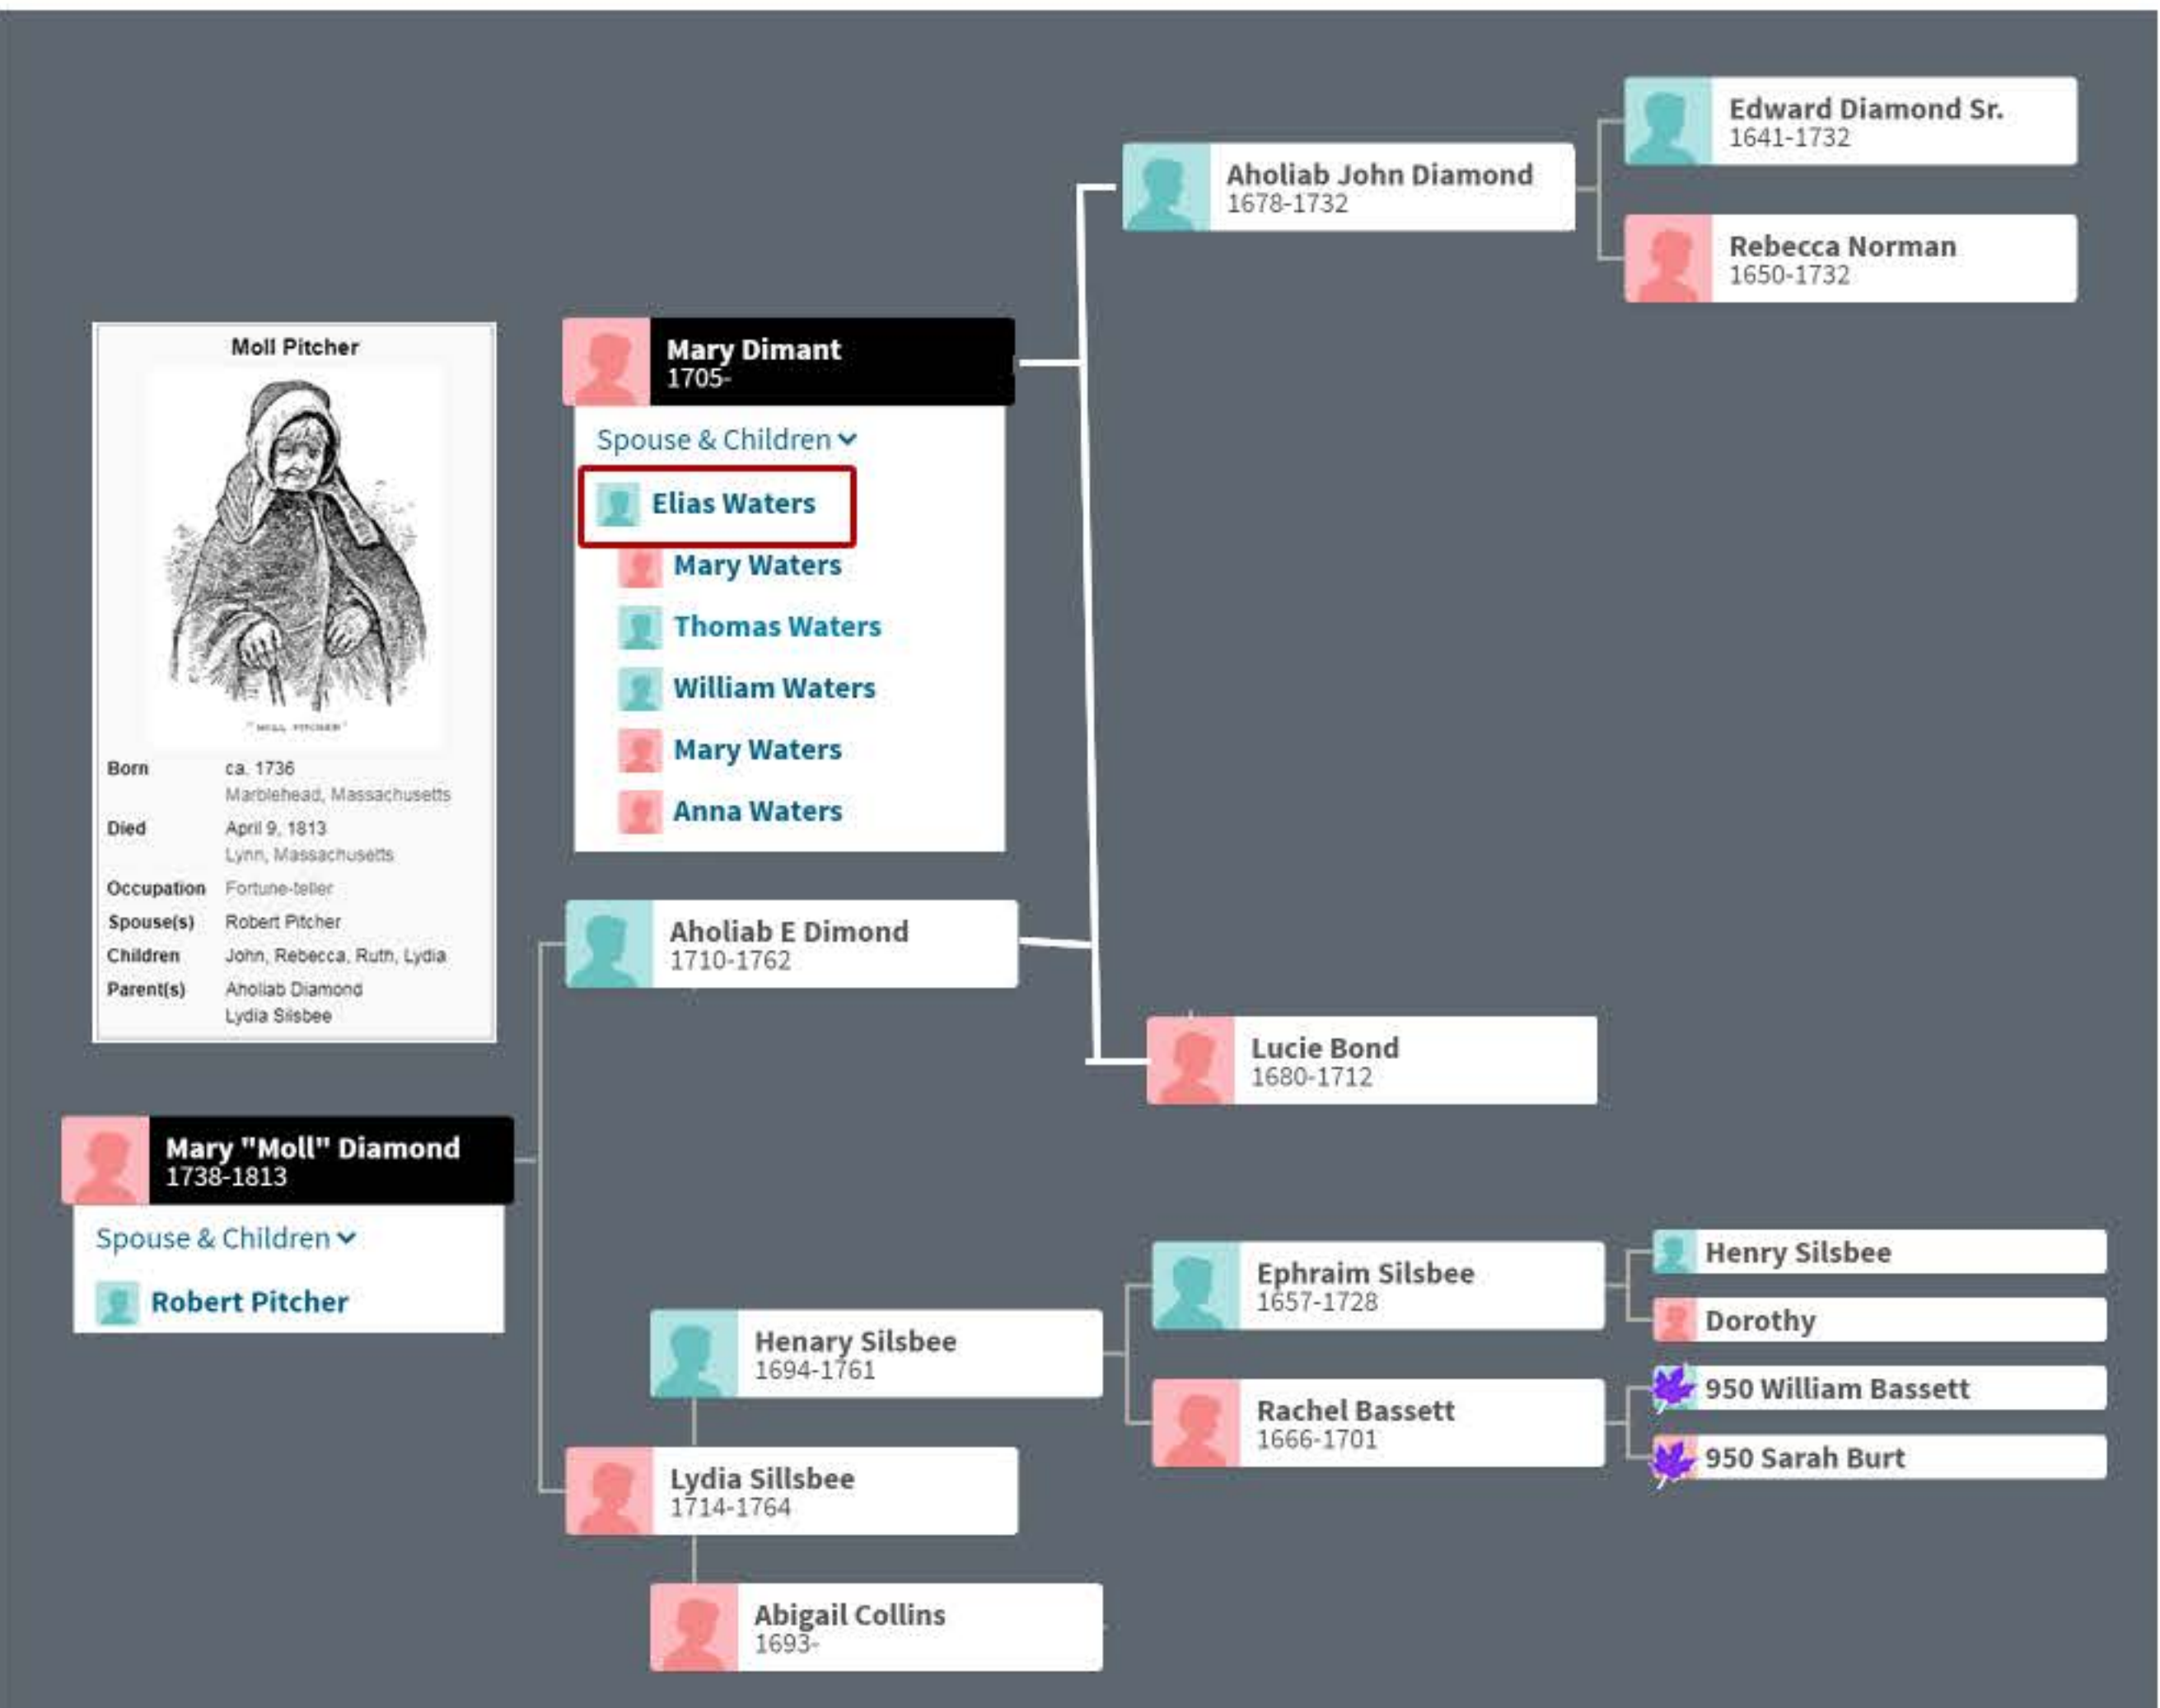 Edward Diamond Sr.
1641-1732
Aholiab John Diamond
1678-1732
Rebecca Norman
1650-1732
Moll Pitcher
"MOLL PITCHER"
Born ca. 1736
Marblehead, Massachusetts
Died April 9, 1813
Lynn, Massachusetts
Occupation Fortune-teller
Spouse(s) Robert Pitcher
Children John, Rebecca, Ruth, Lydia
Parent(s) Aholiab Diamond
Lydia Silsbee
Mary Dimant
1705-
Spouse & Children
Elias Waters
Mary Waters
Thomas Waters
William Waters
Mary Waters
Anna Waters
Aholiab E Dimond
1710-1762
Lucie Bond
1680-1712
Mary "Moll" Diamond
1738-1813
Spouse & Children
Robert Pitcher
Henary Silsbee
1694-1761
Ephraim Silsbee
1657-1728
Henry Silsbee
Dorothy
Rachel Bassett
1666-1701
950 William Bassett
950 Sarah Burt
Lydia Sillsbee
1714-1764
Abigail Collins
1693-